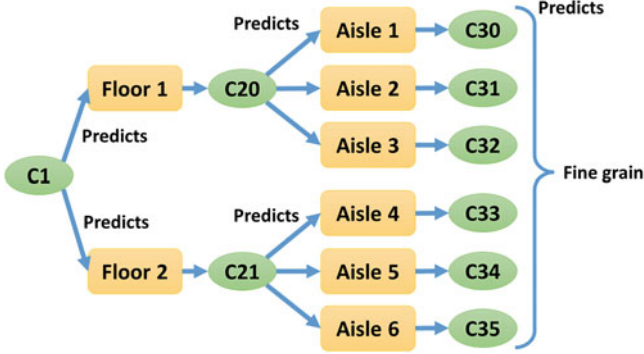 Predicts
Predicts
Aisle 1
C30
Floor 1
C20
Aisle 2
C31
Predicts
Aisle 3
C32
C1
Fine grain
Predicts
Predicts
Aisle 4
C33
Floor 2
C21
Aisle 5
C34
Aisle 6
C35